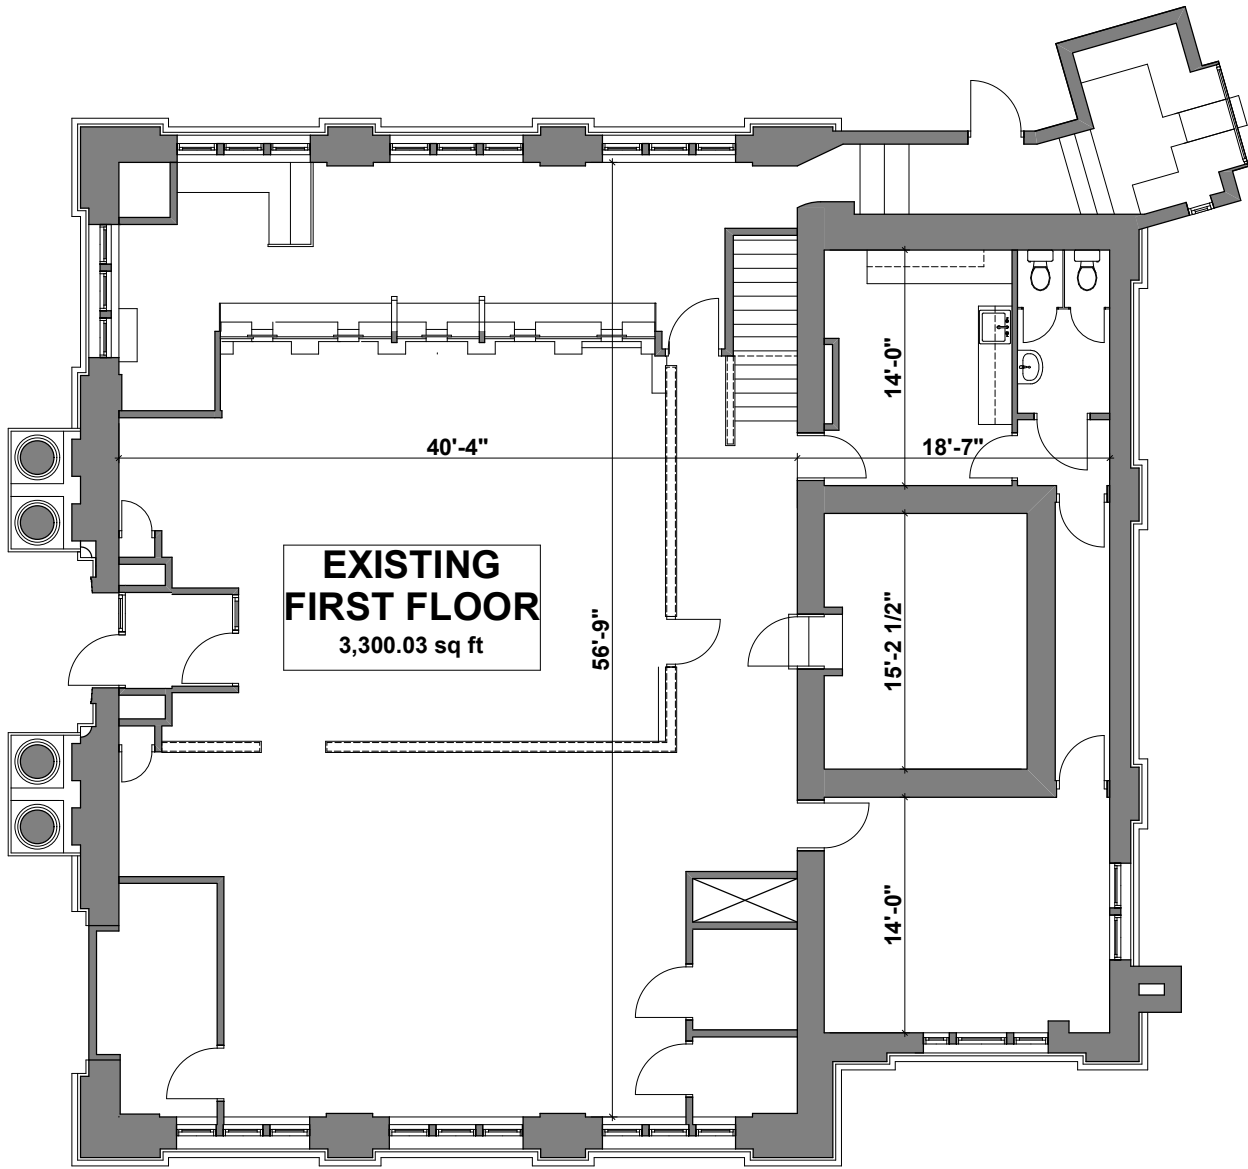 14'-0"
40'-4"
18'-7"
EXISTING
FIRST FLOOR
3,300.03 sq ft
56'-9"
15'-2 1/2"
14'-0"